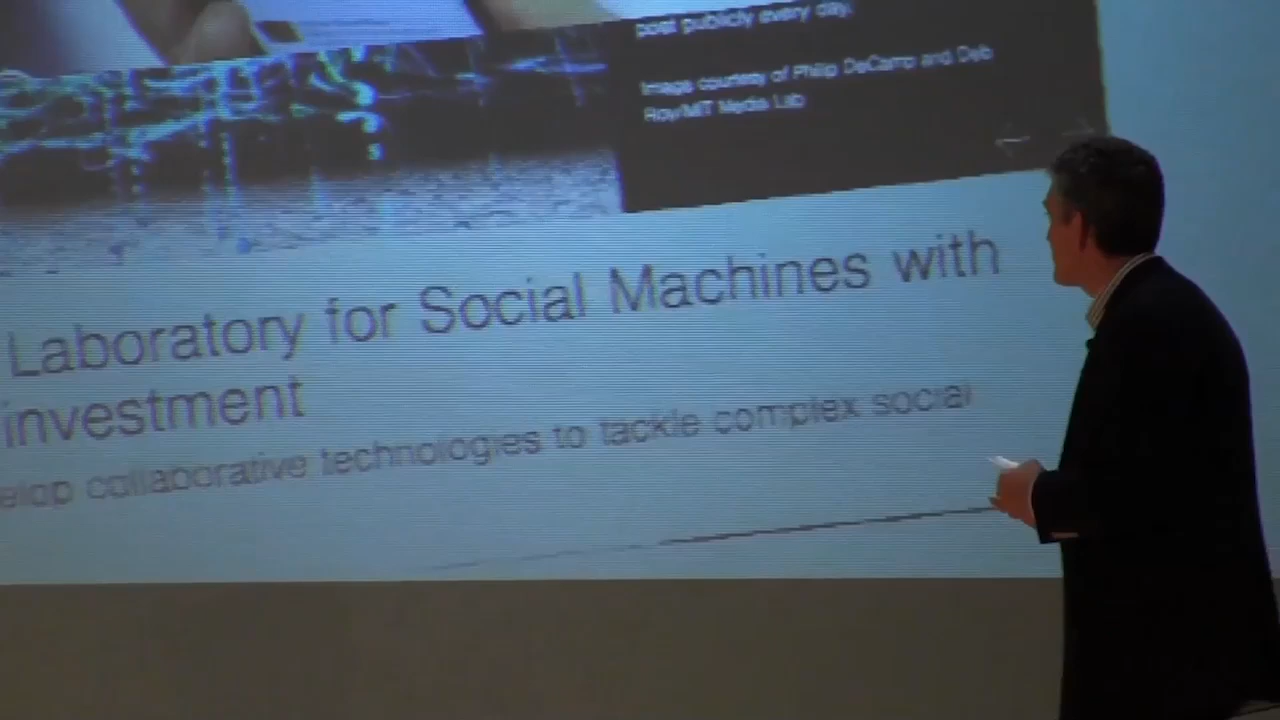 post publicly every day.
Image courtesy of Philip DeCamp and Deb
Roy/MIT Media Lab
Laboratory for Social Machines with
investment
elop collaborative technologies to tackle complex social